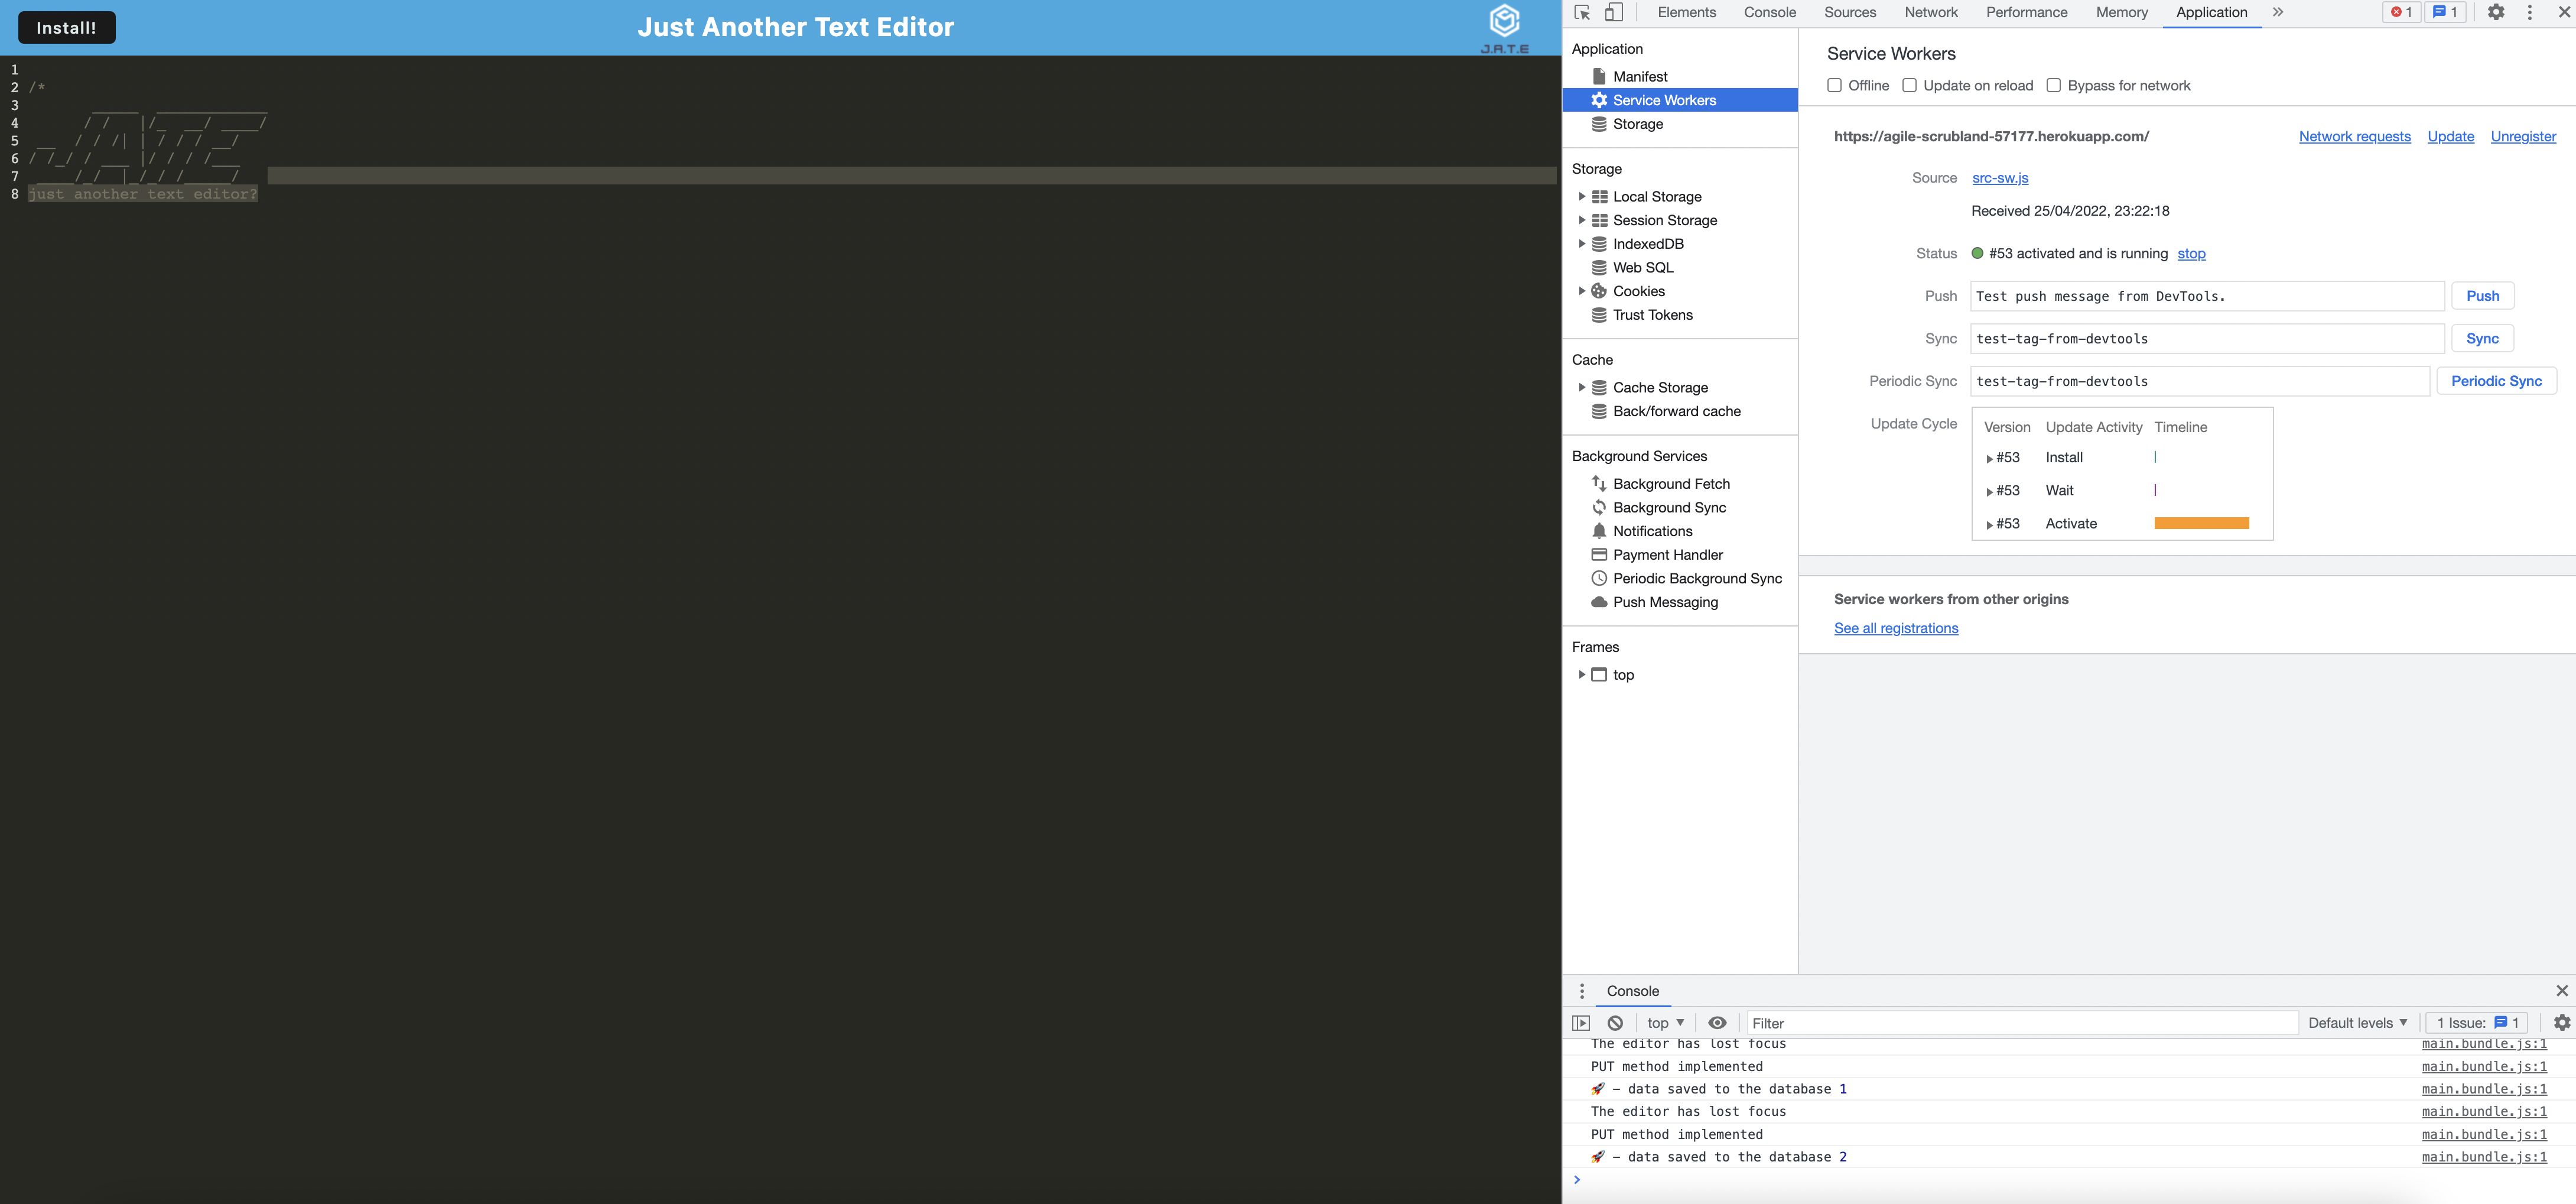 Install!
Just Another Text Editor
J.A.T.E
1
2 /*
3         _____  ____________
4       / /   |/_  __/ ____/
5  __  / / /| | / / / __/
6 / /_/ / ___ |/ / / /___
7  ____/_/  |_/_/ /_____/
8 just another text editor?
Elements Console Sources Network Performance Memory Application » 1 1
Application
Manifest
Service Workers
Storage
Storage
Local Storage
Session Storage
IndexedDB
Web SQL
Cookies
Trust Tokens
Cache
Cache Storage
Back/forward cache
Background Services
Background Fetch
Background Sync
Notifications
Payment Handler
Periodic Background Sync
Push Messaging
Frames
top
Service Workers
Offline Update on reload Bypass for network
https://agile-scrubland-57177.herokuapp.com/ Network requests Update Unregister
Source src-sw.js
Received 25/04/2022, 23:22:18
Status #53 activated and is running stop
Push Test push message from DevTools. Push
Sync test-tag-from-devtools Sync
Periodic Sync test-tag-from-devtools Periodic Sync
Update Cycle Version Update Activity Timeline
#53 Install
#53 Wait
#53 Activate
Service workers from other origins
See all registrations
Console
top Filter Default levels 1 Issue: 1
The editor has lost focus main.bundle.js:1
PUT method implemented main.bundle.js:1
🚀 - data saved to the database 1 main.bundle.js:1
The editor has lost focus main.bundle.js:1
PUT method implemented main.bundle.js:1
🚀 - data saved to the database 2 main.bundle.js:1